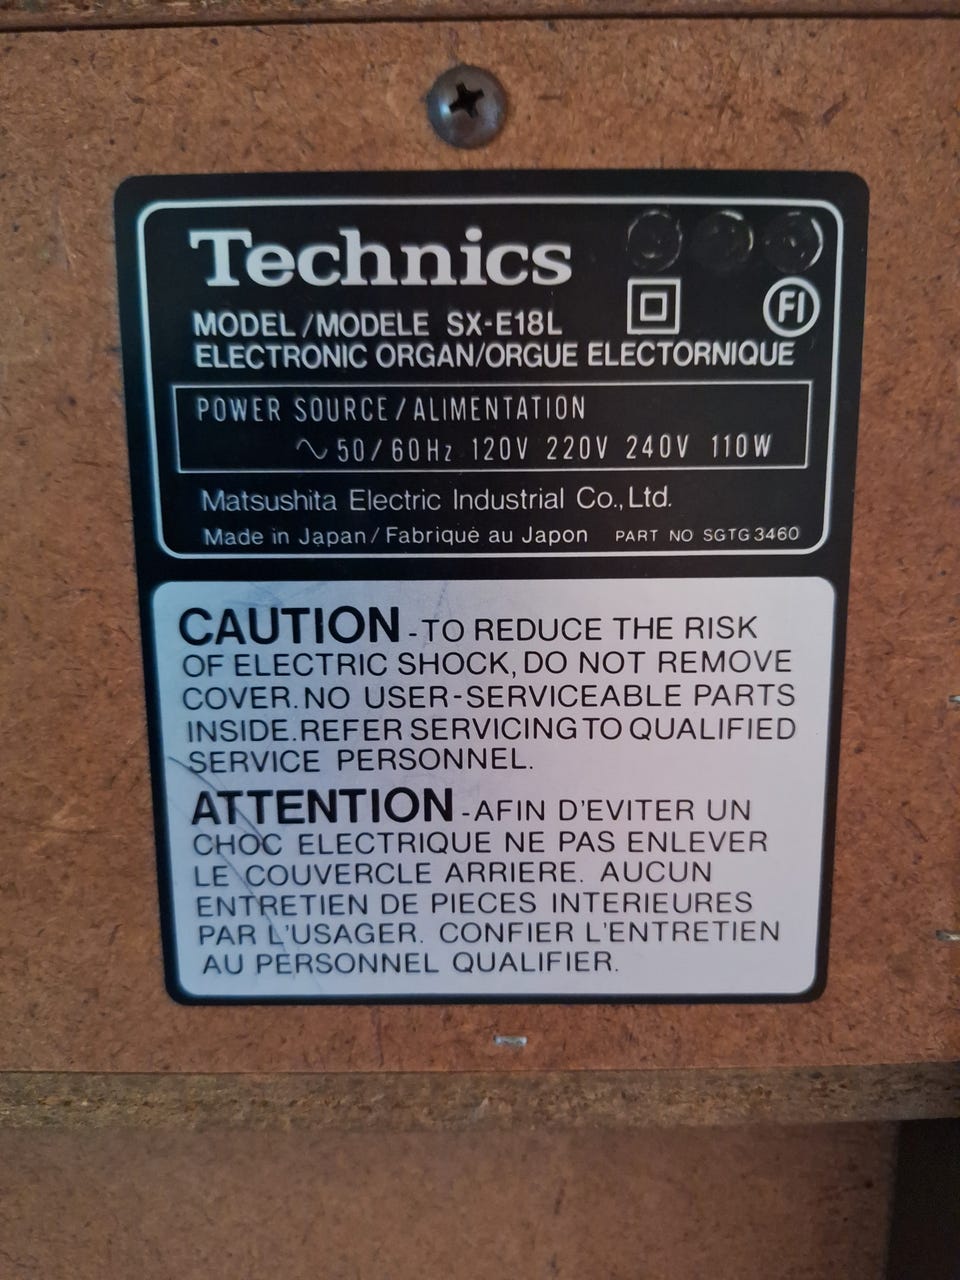 Technics
MODEL/MODELE SX-E18L
FI
ELECTRONIC ORGAN/ORGUE ELECTORNIQUE
POWER SOURCE/ALIMENTATION
∿50/60Hz 120V 220V 240V 110W
Matsushita Electric Industrial Co.,Ltd.
Made in Japan/Fabriqué au Japon PART NO SGTG3460
CAUTION-TO REDUCE THE RISK
OF ELECTRIC SHOCK, DO NOT REMOVE
COVER. NO USER-SERVICEABLE PARTS
INSIDE. REFER SERVICING TO QUALIFIED
SERVICE PERSONNEL.
ATTENTION-AFIN D'EVITER UN
CHOC ELECTRIQUE NE PAS ENLEVER
LE COUVERCLE ARRIERE. AUCUN
ENTRETIEN DE PIECES INTERIEURES
PAR L'USAGER. CONFIER L'ENTRETIEN
AU PERSONNEL QUALIFIER.